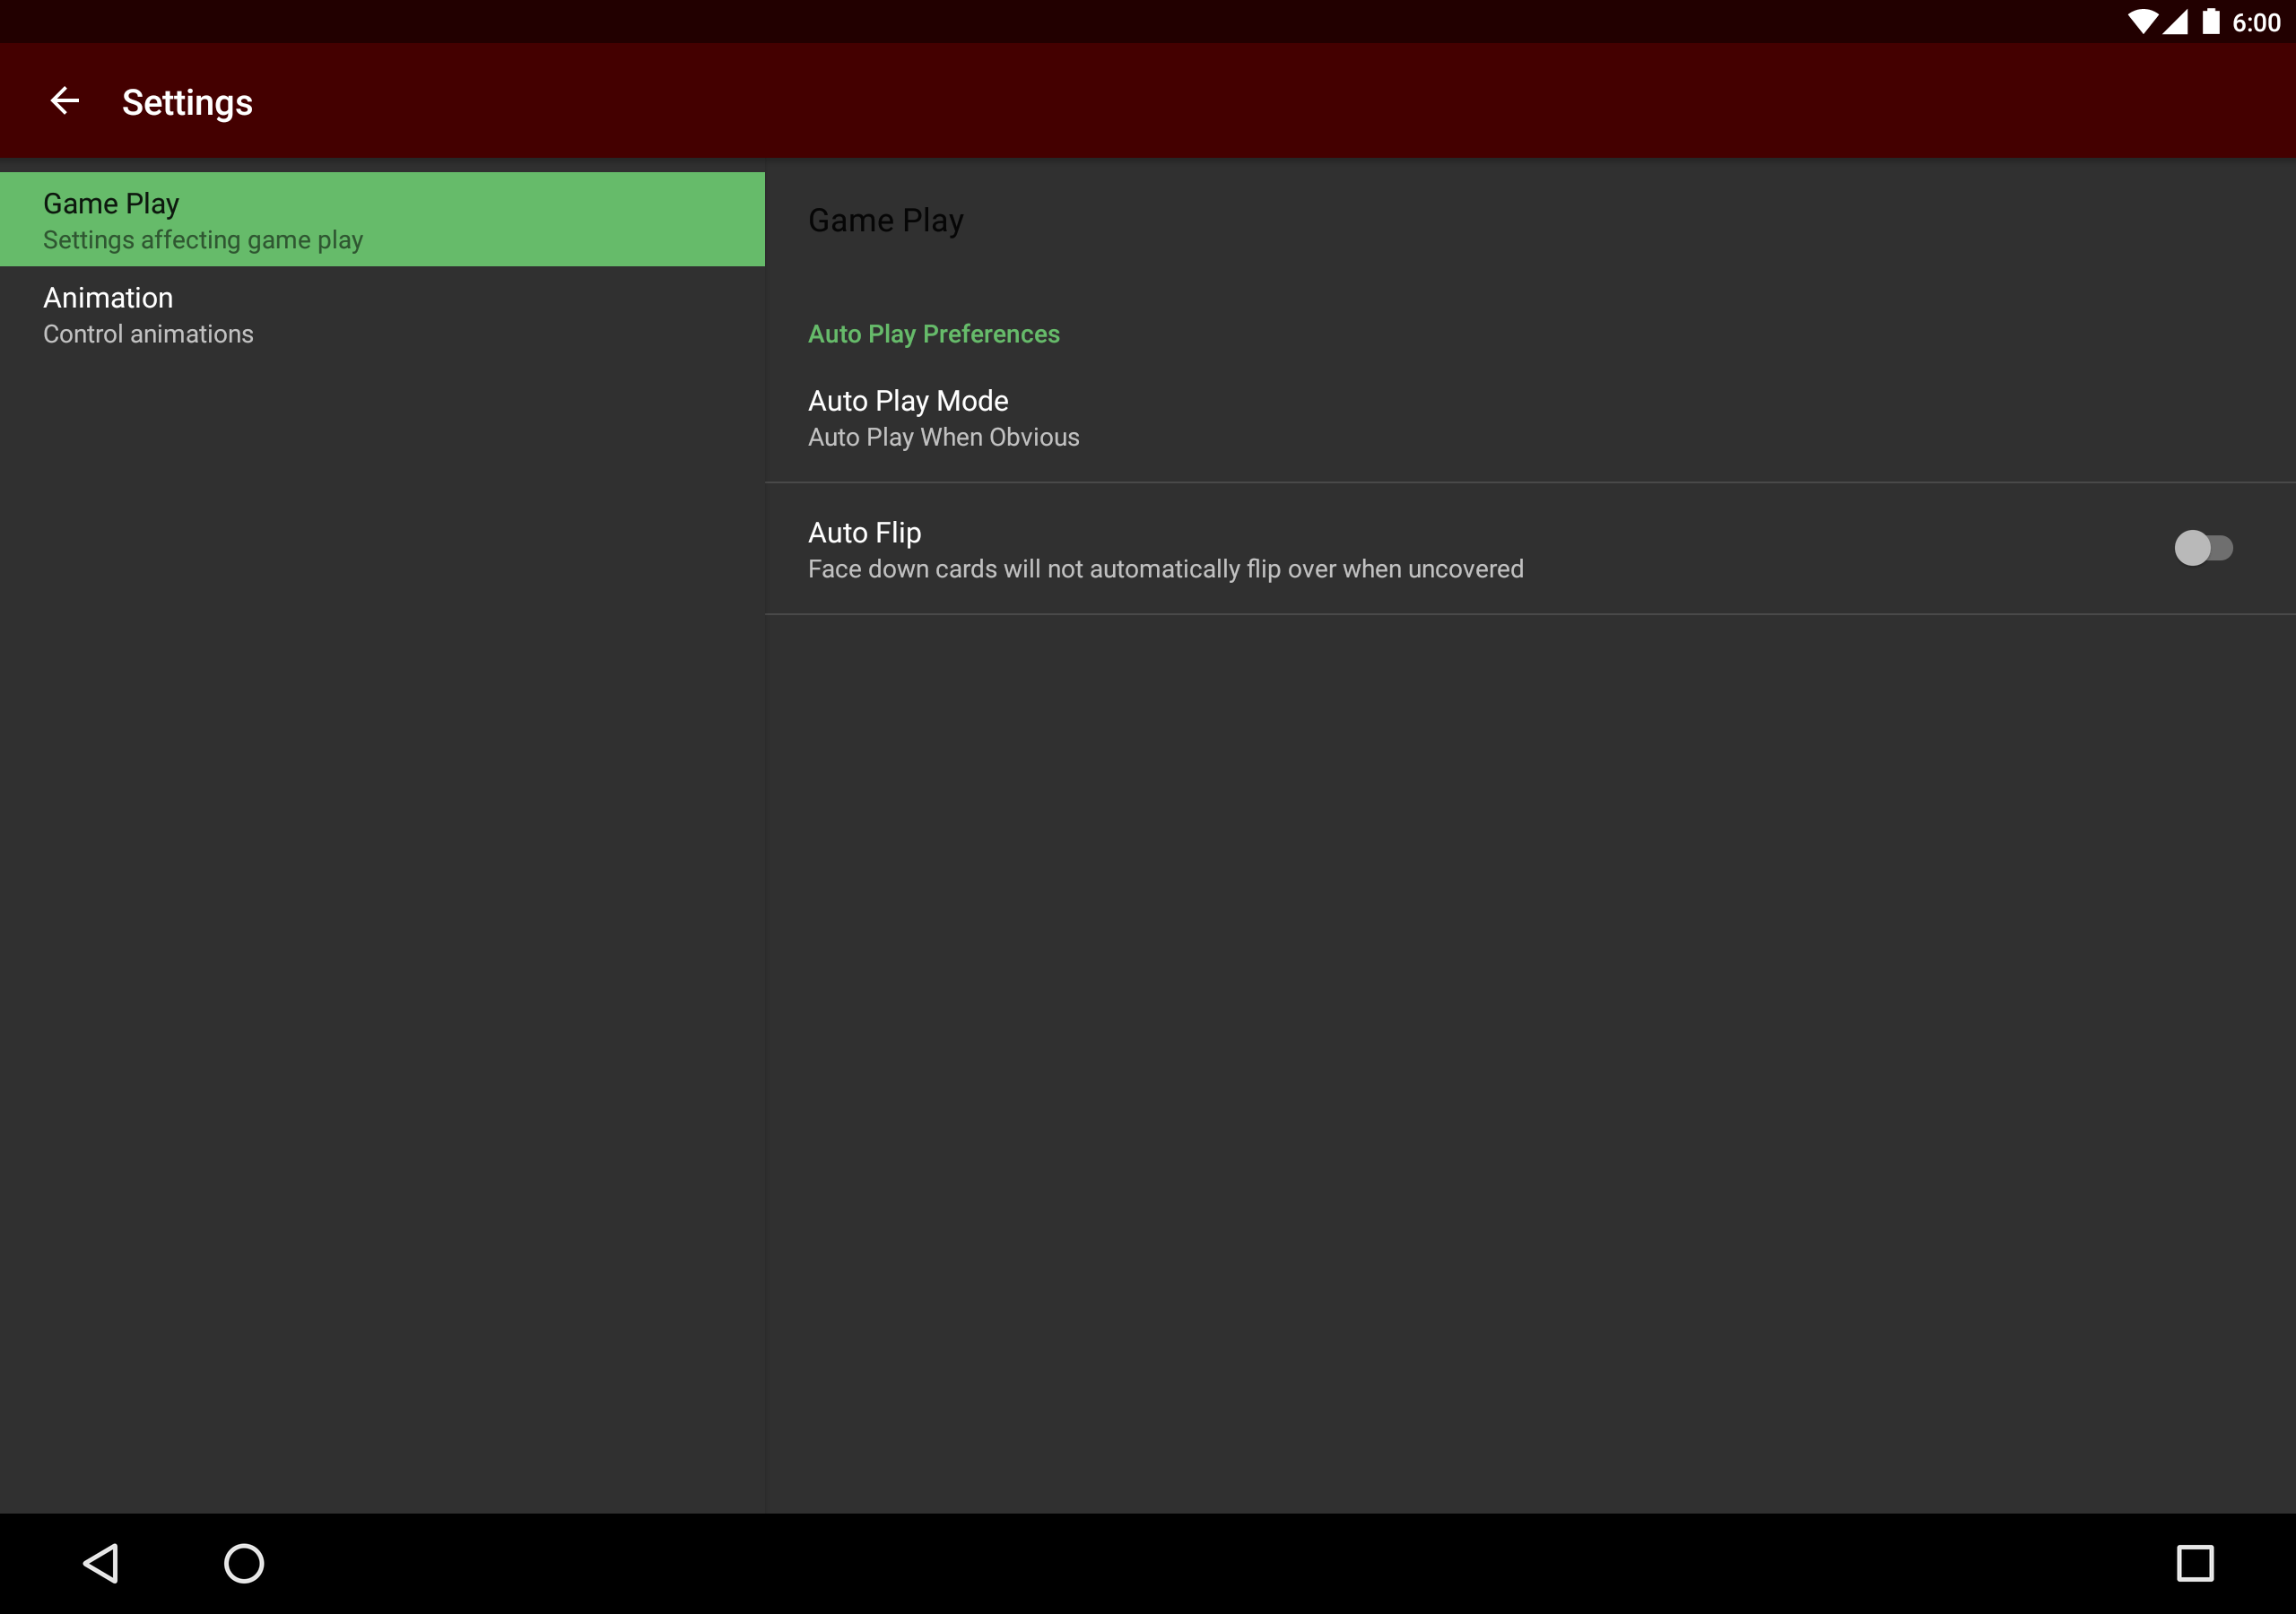 6:00
Settings
Game Play
Settings affecting game play
Animation
Control animations
Game Play
Auto Play Preferences
Auto Play Mode
Auto Play When Obvious
Auto Flip
Face down cards will not automatically flip over when uncovered